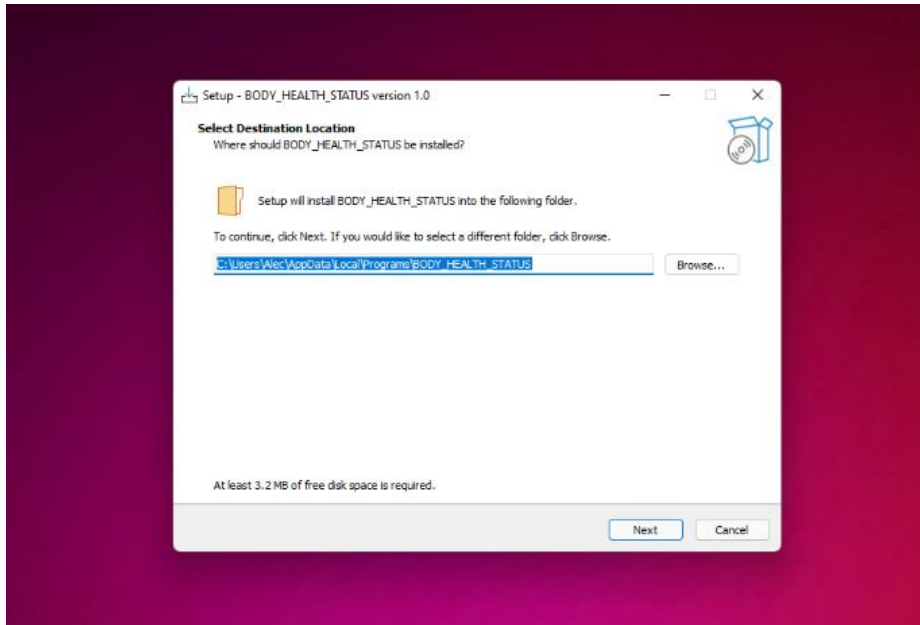 Setup - BODY_HEALTH_STATUS version 1.0
Select Destination Location
Where should BODY_HEALTH_STATUS be installed?
Setup will install BODY_HEALTH_STATUS into the following folder.
To continue, click Next. If you would like to select a different folder, click Browse.
C:\Users\Alec\AppData\Local\Programs\BODY_HEALTH_STATUS
Browse...
At least 3.2 MB of free disk space is required.
Next
Cancel